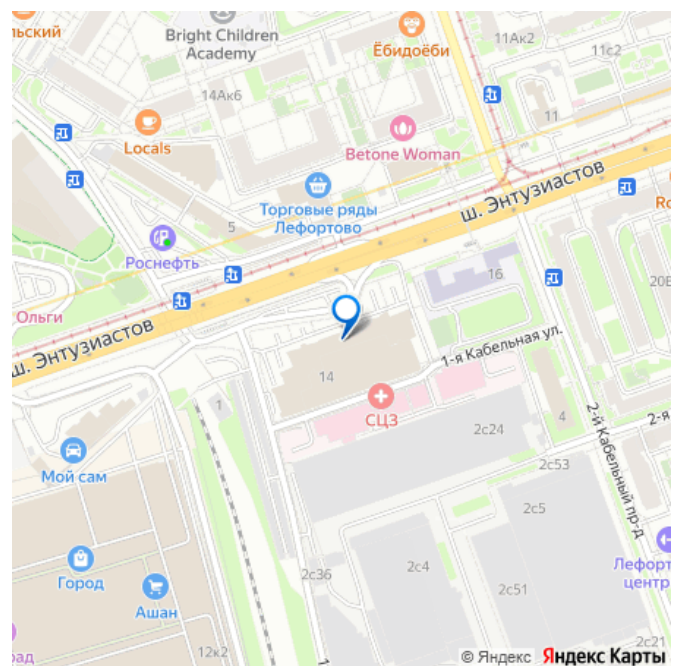 льский
Bright Children
Academy
Ёбидоёби
11Ак2
11с2
14Ак6
11
Locals
Betone Woman
Торговые ряды
Лефортово
ш. Энтузиастов
Ro
5
Роснефть
16
20В
Ольги
ш. Энтузиастов
1-я Кабельная ул.
14
СЦЗ
1
4
2с24
2-я
2-й Кабельный пр-д
Мой сам
2с53
2с5
Город
Ашан
2с36
2с4
2с51
Лефорт
центр
рад
12к2
1
2с21
© Яндекс Яндекс Карты